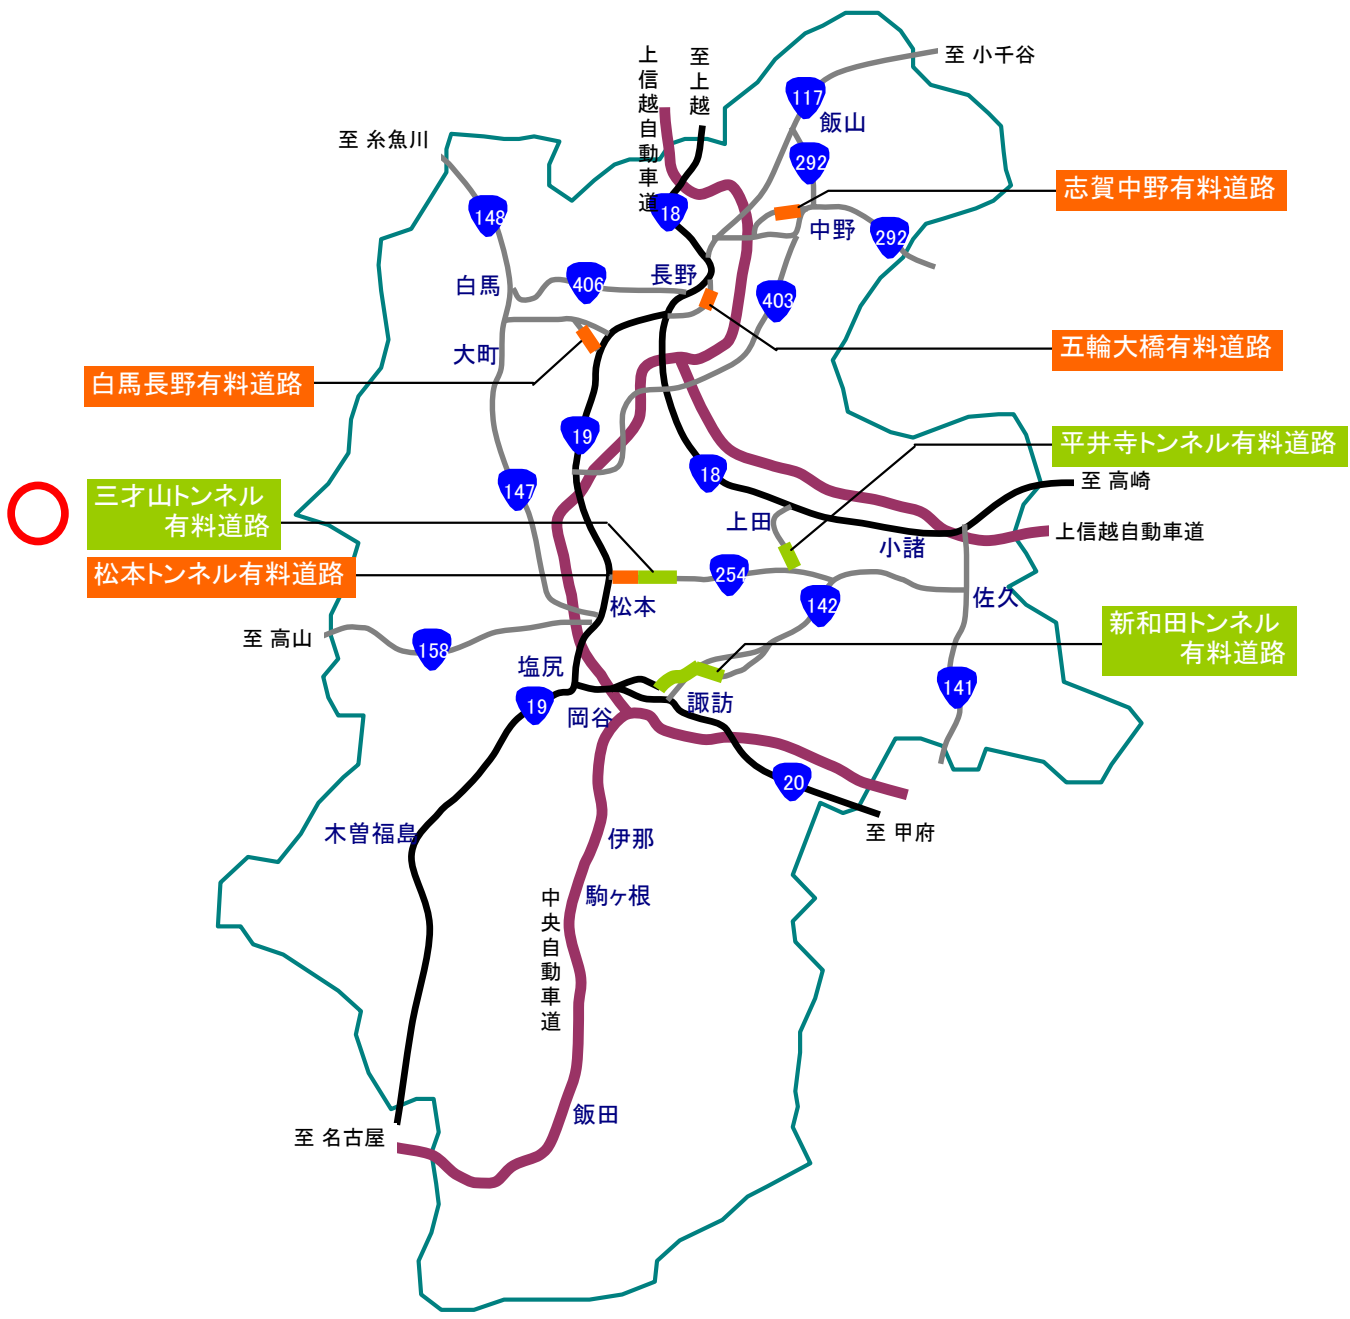 上信越自動車道
至上越
至 小千谷
117
飯山
至 糸魚川
292
志賀中野有料道路
148
18
中野
292
白馬
406
長野
403
五輪大橋有料道路
大町
白馬長野有料道路
19
平井寺トンネル有料道路
18
至 高崎
三才山トンネル
有料道路
147
上田
上信越自動車道
小諸
松本トンネル有料道路
254
松本
142
佐久
新和田トンネル
有料道路
至 高山
158
塩尻
141
19
岡谷
諏訪
20
至 甲府
木曽福島
伊那
駒ヶ根
中央自動車道
飯田
至 名古屋